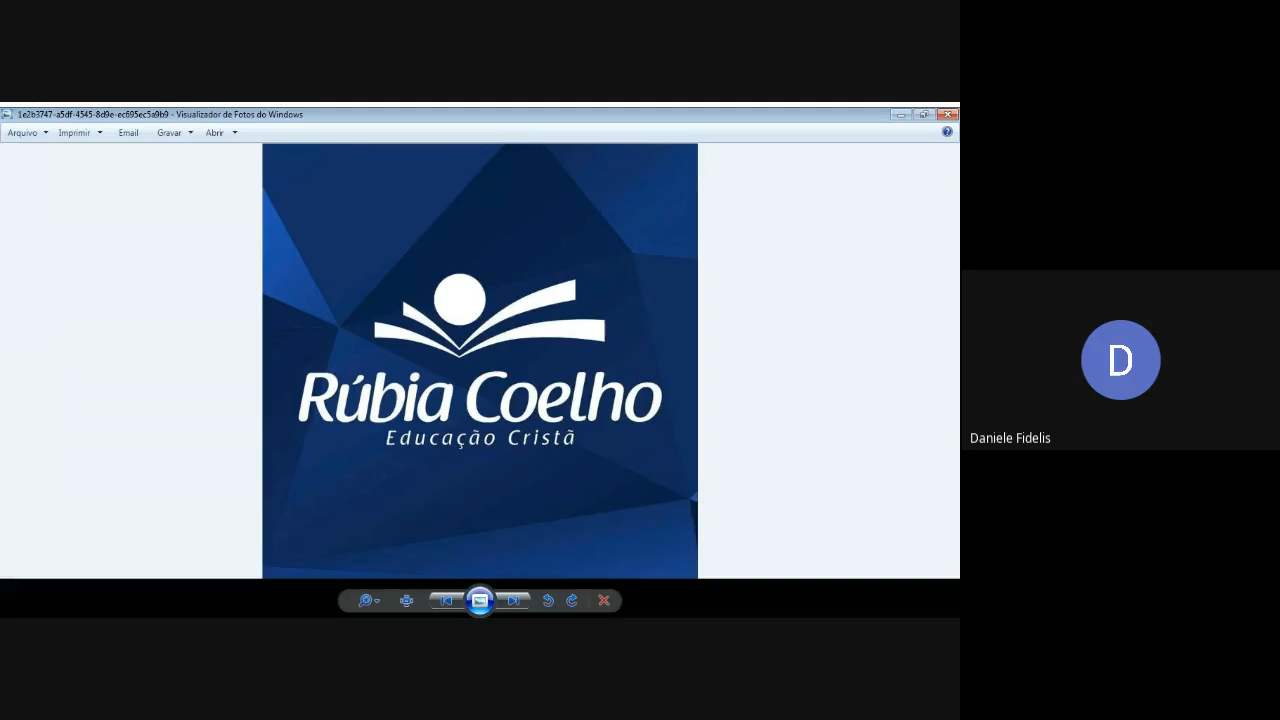 1e2b3747-a5df-4545-8d9e-ec695ec5a9b9 - Visualizador de Fotos do Windows
Arquivo Imprimir Email Gravar Abrir
Rúbia Coelho
Educação Cristã
D
Daniele Fidelis